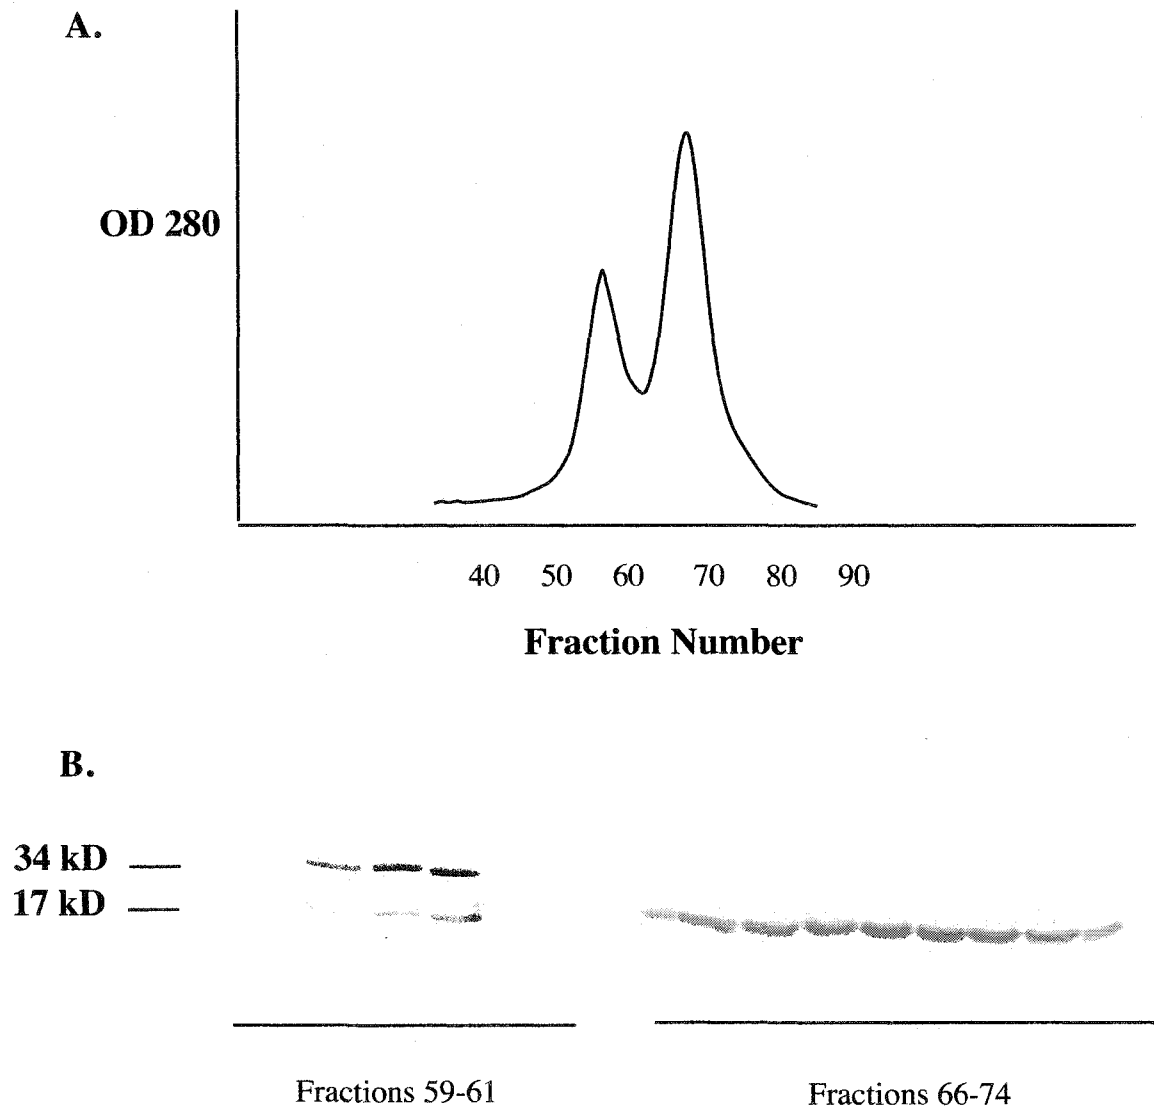 A.
OD 280
40 50 60 70 80 90
Fraction Number
B.
34 kD
17 kD
Fractions 59-61
Fractions 66-74